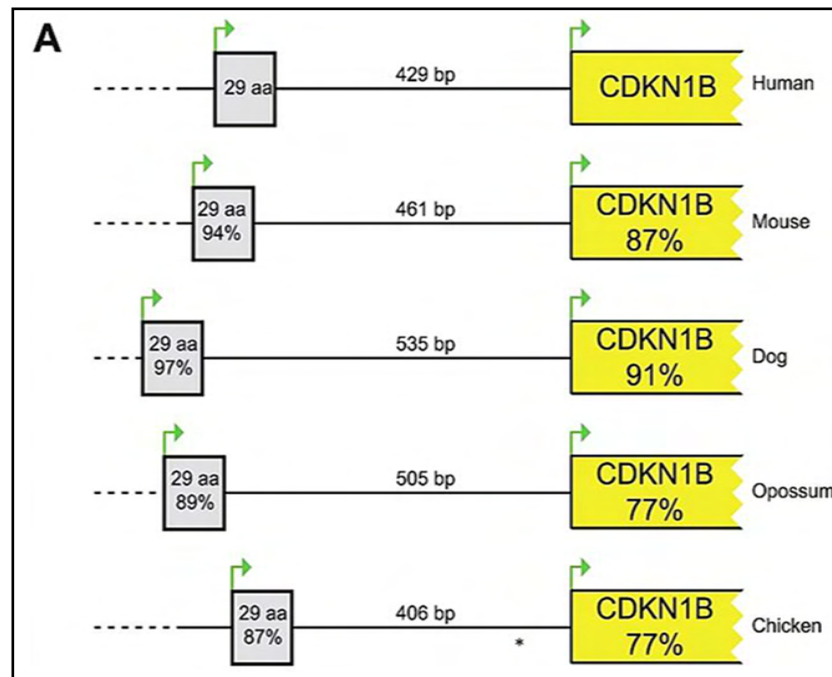 A
29 aa
429 bp
CDKN1B
Human
29 aa
94%
461 bp
CDKN1B
87%
Mouse
29 aa
97%
535 bp
CDKN1B
91%
Dog
29 aa
89%
505 bp
CDKN1B
77%
Opossum
29 aa
87%
406 bp
*
CDKN1B
77%
Chicken